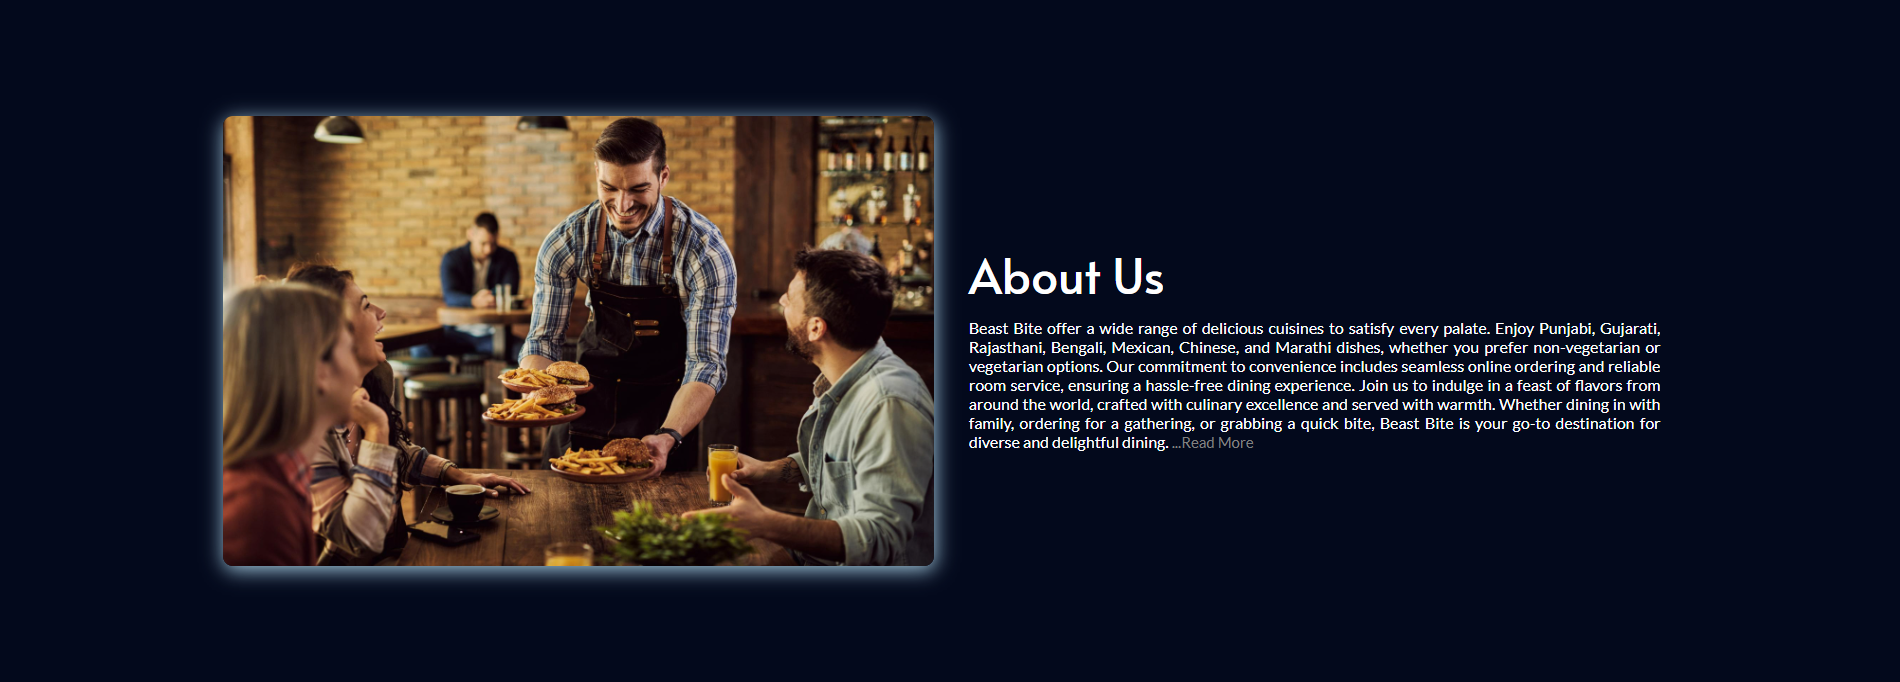 About Us
Beast Bite offer a wide range of delicious cuisines to satisfy every palate. Enjoy Punjabi, Gujarati,
Rajasthani, Bengali, Mexican, Chinese, and Marathi dishes, whether you prefer non-vegetarian or
vegetarian options. Our commitment to convenience includes seamless online ordering and reliable
room service, ensuring a hassle-free dining experience. Join us to indulge in a feast of flavors from
around the world, crafted with culinary excellence and served with warmth. Whether dining in with
family, ordering for a gathering, or grabbing a quick bite, Beast Bite is your go-to destination for
diverse and delightful dining. ...Read More